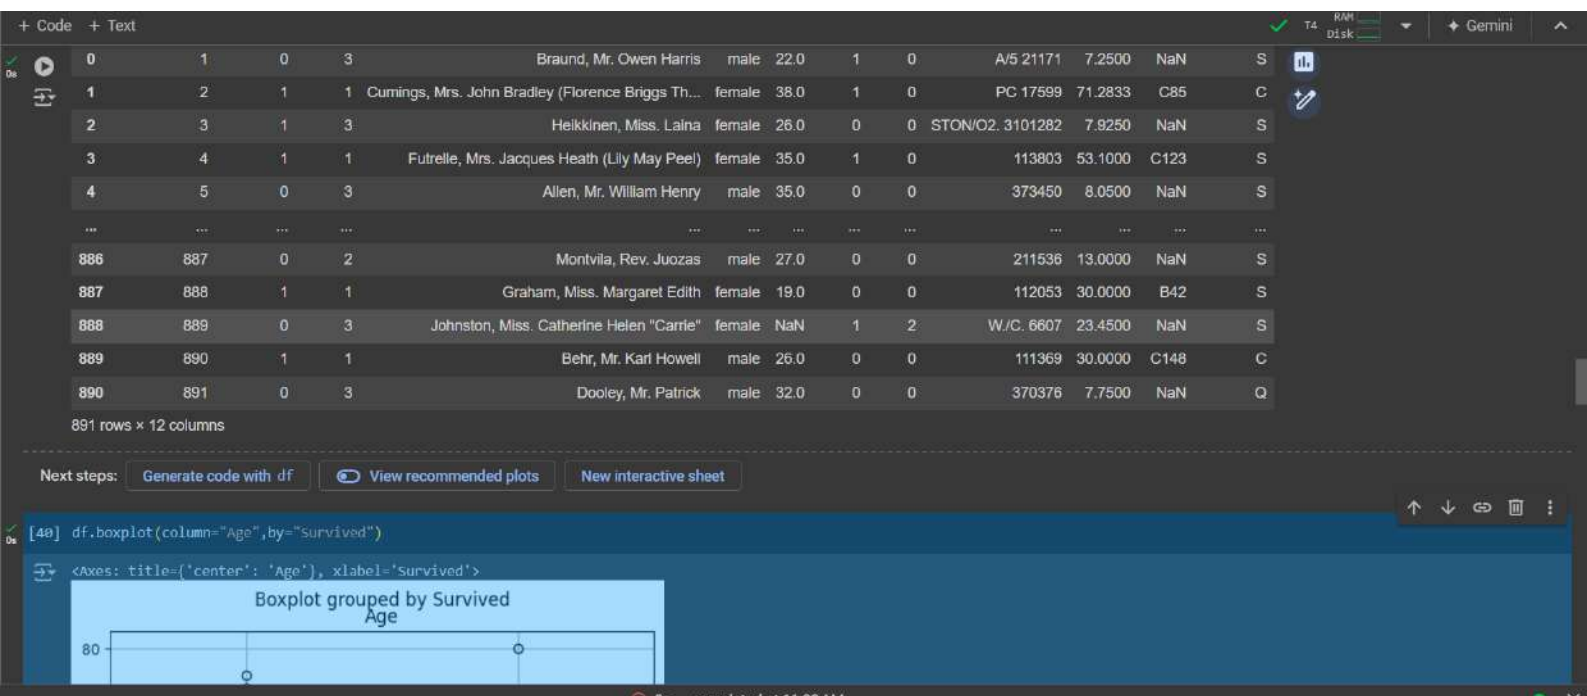 + Code + Text T4 RAM Disk Gemini
0s 0 1 0 3 Braund, Mr. Owen Harris male 22.0 1 0 A/5 21171 7.2500 NaN S
1 2 1 1 Cumings, Mrs. John Bradley (Florence Briggs Th... female 38.0 1 0 PC 17599 71.2833 C85 C
2 3 1 3 Heikkinen, Miss. Laina female 26.0 0 0 STON/O2. 3101282 7.9250 NaN S
3 4 1 1 Futrelle, Mrs. Jacques Heath (Lily May Peel) female 35.0 1 0 113803 53.1000 C123 S
4 5 0 3 Allen, Mr. William Henry male 35.0 0 0 373450 8.0500 NaN S
... ... ... ... ... ... ... ... ... ... ... ... ...
886 887 0 2 Montvila, Rev. Juozas male 27.0 0 0 211536 13.0000 NaN S
887 888 1 1 Graham, Miss. Margaret Edith female 19.0 0 0 112053 30.0000 B42 S
888 889 0 3 Johnston, Miss. Catherine Helen "Carrie" female NaN 1 2 W./C. 6607 23.4500 NaN S
889 890 1 1 Behr, Mr. Karl Howell male 26.0 0 0 111369 30.0000 C148 C
890 891 0 3 Dooley, Mr. Patrick male 32.0 0 0 370376 7.7500 NaN Q
891 rows × 12 columns
Next steps: Generate code with df View recommended plots New interactive sheet
0s [40] df.boxplot(column="Age",by="Survived")
<Axes: title={'center': 'Age'}, xlabel='Survived'>
Boxplot grouped by Survived
Age
80